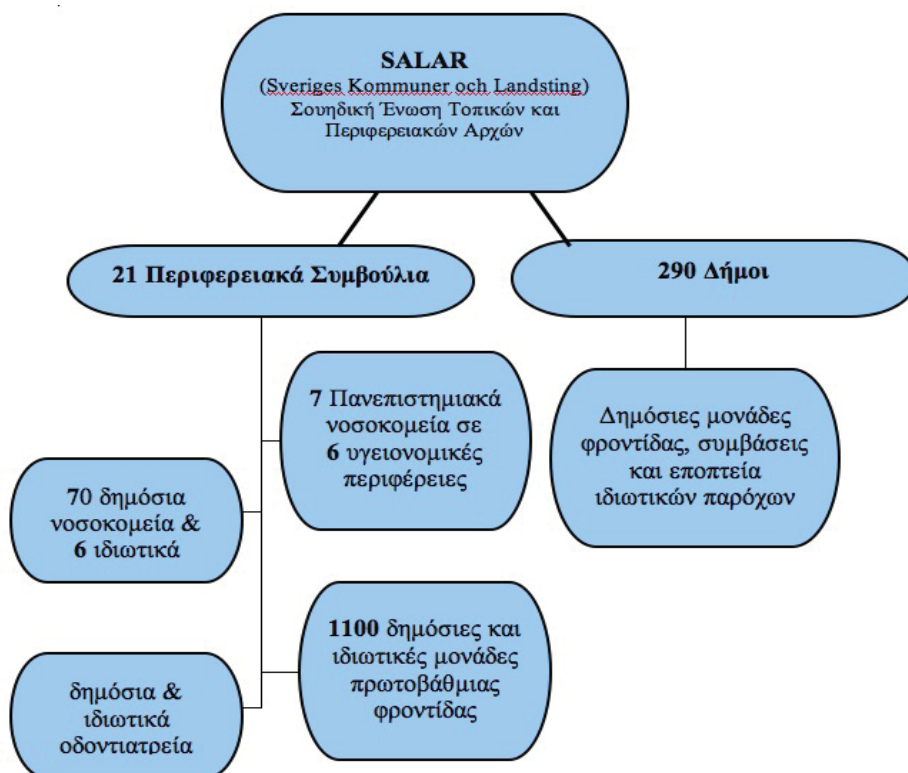 SALAR
(Sveriges Kommuner och Landsting)
Σουηδική Ένωση Τοπικών και
Περιφερειακών Αρχών
21 Περιφερειακά Συμβούλια
290 Δήμοι
7 Πανεπιστημιακά
νοσοκομεία σε
6 υγειονομικές
περιφέρειες
Δημόσιες μονάδες
φροντίδας, συμβάσεις
και εποπτεία
ιδιωτικών παρόχων
70 δημόσια
νοσοκομεία &
6 ιδιωτικά
1100 δημόσιες και
ιδιωτικές μονάδες
πρωτοβάθμιας
φροντίδας
δημόσια &
ιδιωτικά
οδοντιατρεία